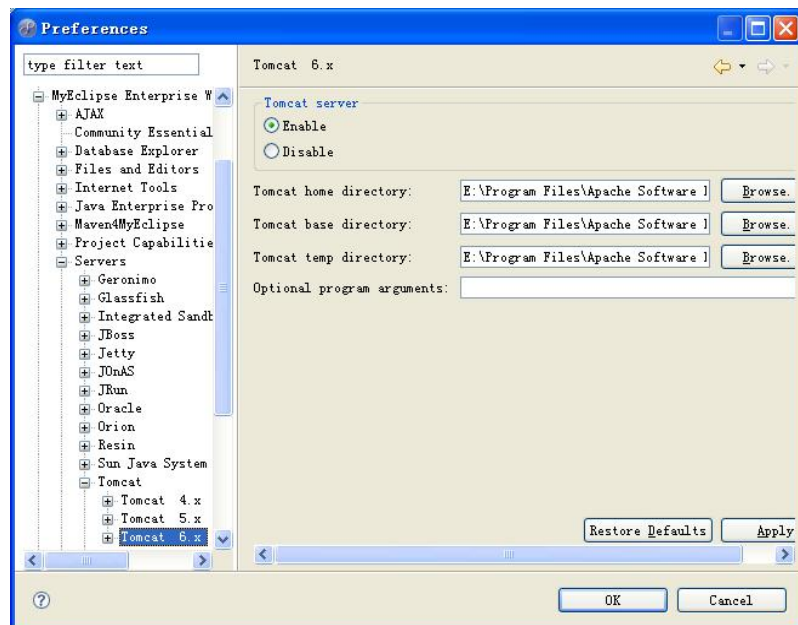 Preferences
type filter text
MyEclipse Enterprise W
AJAX
Community Essential
Database Explorer
Files and Editors
Internet Tools
Java Enterprise Pro
Maven4MyEclipse
Project Capabilitie
Servers
Geronimo
Glassfish
Integrated Sandb
JBoss
Jetty
JOnAS
JRun
Oracle
Orion
Resin
Sun Java System
Tomcat
Tomcat 4.x
Tomcat 5.x
Tomcat 6.x
Tomcat 6.x
Tomcat server
Enable
Disable
Tomcat home directory: E:\Program Files\Apache Software Browse.
Tomcat base directory: E:\Program Files\Apache Software Browse.
Tomcat temp directory: E:\Program Files\Apache Software Browse.
Optional program arguments:
Restore Defaults Apply
OK Cancel